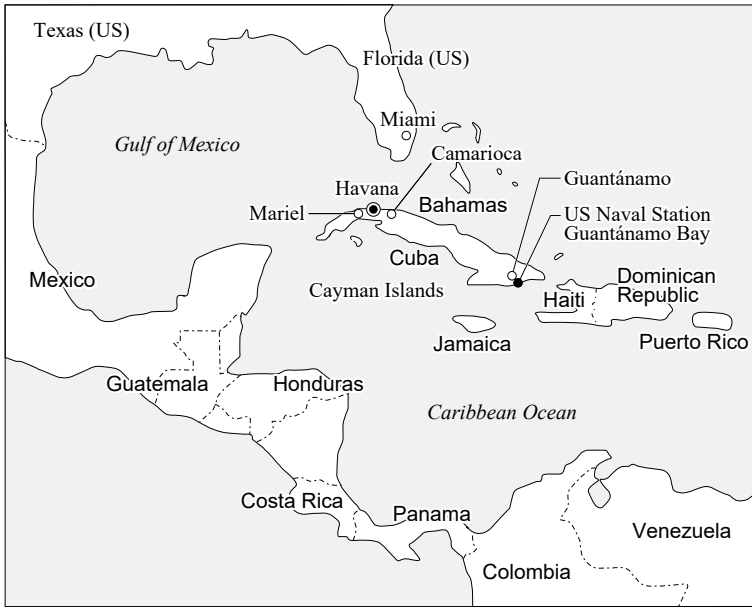 Texas (US)
Florida (US)
Miami
Gulf of Mexico
Camarioca
Havana
Guantánamo
Mariel
Bahamas
US Naval Station
Guantánamo Bay
Cuba
Mexico
Cayman Islands
Haiti
Dominican
Republic
Jamaica
Puerto Rico
Guatemala
Honduras
Caribbean Ocean
Costa Rica
Panama
Venezuela
Colombia